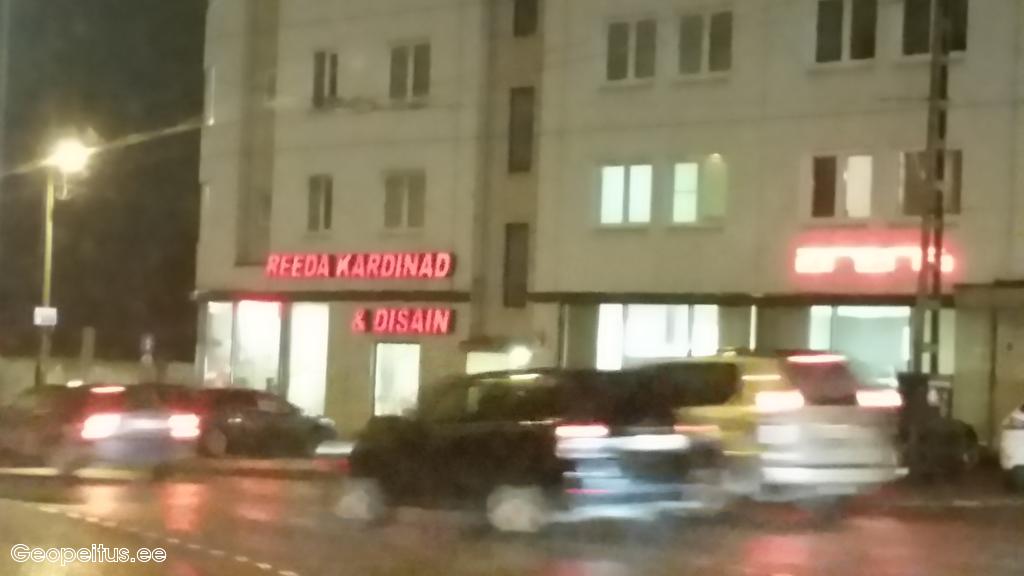 REEDA KARDINAD
& DISAIN
Geopeitus.ee